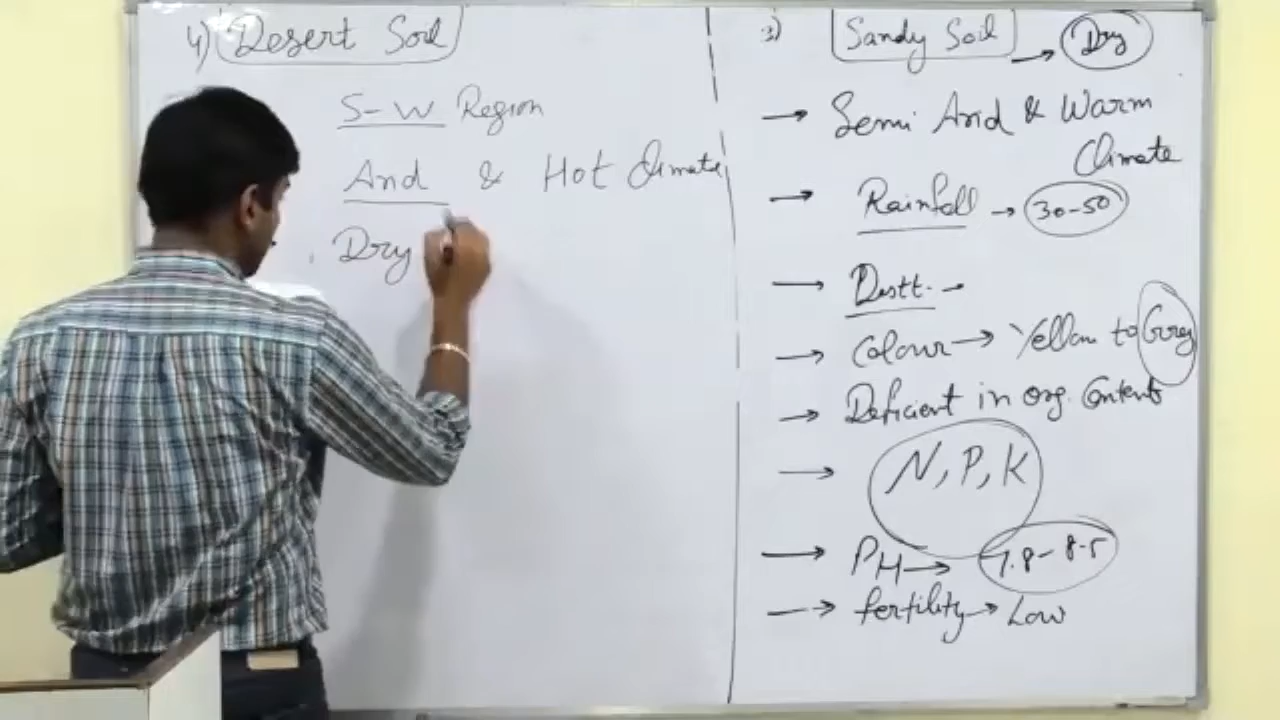 4) Desert Soil
S-W Region
Arid & Hot Climate
Dry
3) Sandy Soil → Dry
→ Semi Arid & Warm
Climate
→ Rainfall → 30-50
→ Distt. -
→ Colour → Yellow to Grey
→ Deficient in org. Contents
→ N, P, K
→ PH → 7.8 - 8.5
→ fertility → Low